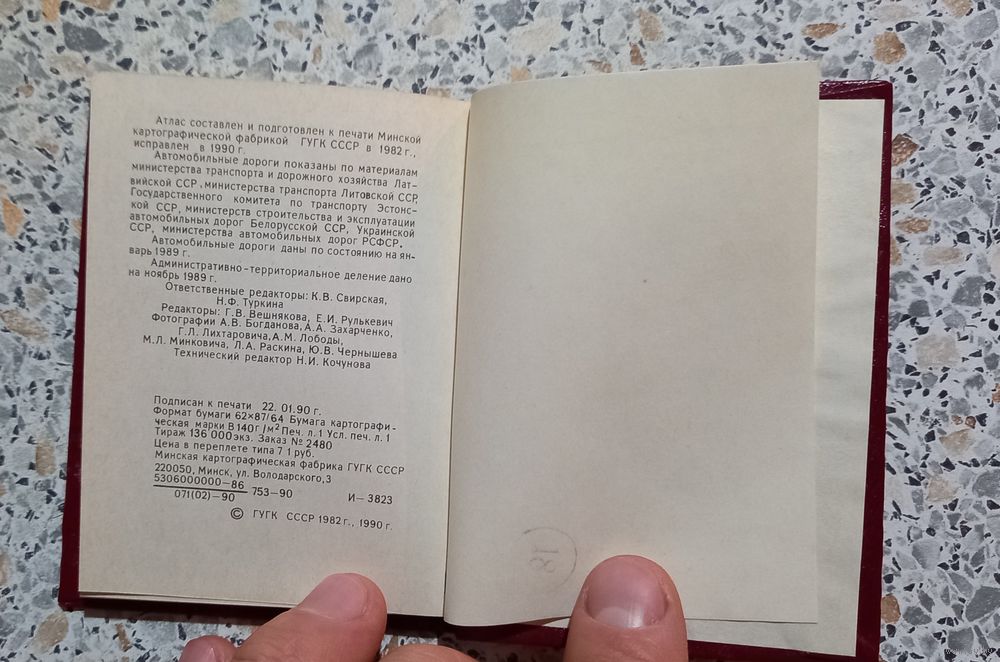 Атлас составлен и подготовлен к печати Минской
картографической фабрикой ГУГК СССР в 1982 г.,
исправлен в 1990 г.
Автомобильные дороги показаны по материалам
министерства транспорта и дорожного хозяйства Лат-
вийской ССР, министерства транспорта Литовской ССР,
Государственного комитета по транспорту Эстонс-
кой ССР, министерств строительства и эксплуатации
автомобильных дорог Белорусской ССР, Украинской
ССР, министерства автомобильных дорог РСФСР.
Автомобильные дороги даны по состоянию на ян-
варь 1989 г.
Административно-территориальное деление дано
на ноябрь 1989 г.
Ответственные редакторы: К.В. Свирская,
Н.Ф. Туркина
Редакторы: Г.В. Вешнякова, Е.И. Рулькевич
Фотографии А.В. Богданова, А.А. Захарченко,
Г.Л. Лихтаровича, А.М. Лободы,
М.Л. Минковича, Л.А. Раскина, Ю.В. Чернышева
Технический редактор Н.И. Кочунова
Подписан к печати 22. 01.90 г.
Формат бумаги 62×87/64 Бумага картографи-
ческая марки В 140 г/м² Печ. л. 1 Усл. печ. л. 1
Тираж 136 000 экз. Заказ № 2480
Цена в переплете типа 7 1 руб.
Минская картографическая фабрика ГУГК СССР
220050, Минск, ул. Володарского, 3
5306000000—86
071(02)—90 753—90 И—3823
© ГУГК СССР 1982 г., 1990 г.
18